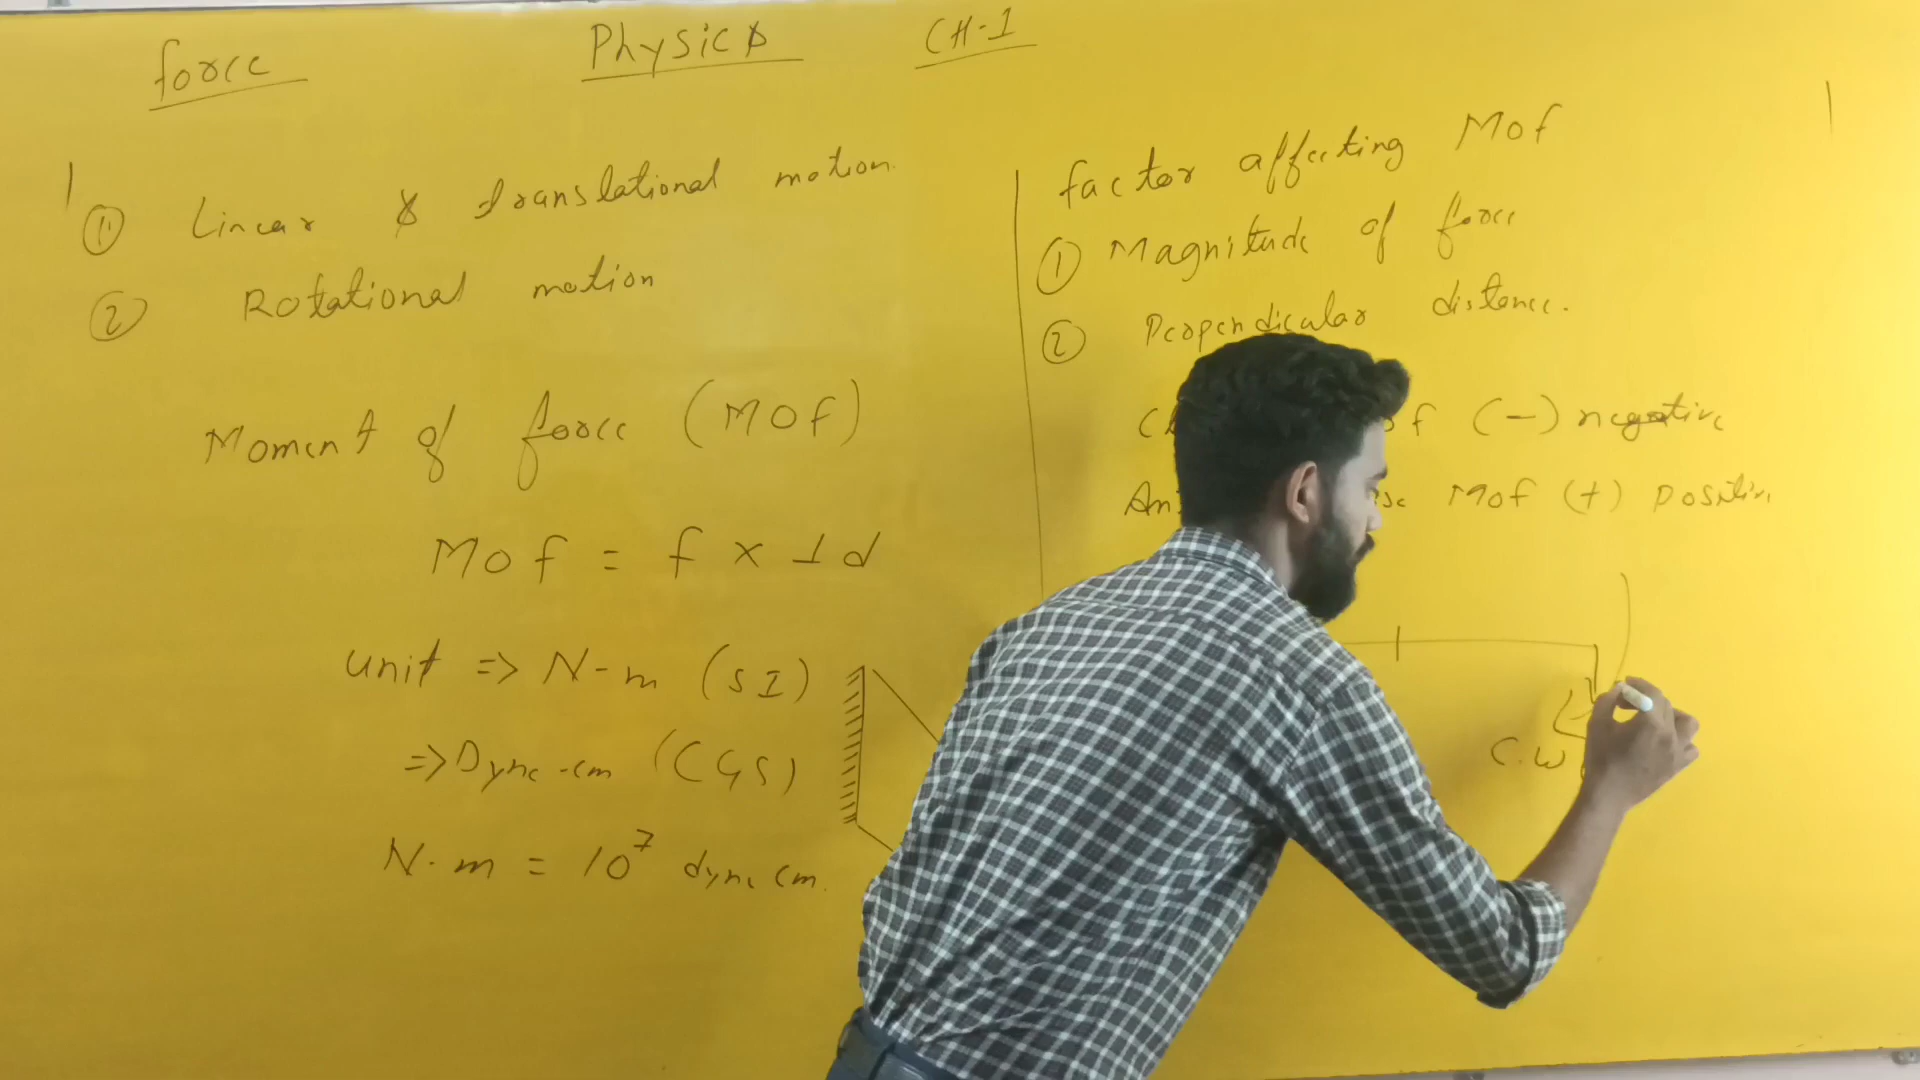 force Physics CH-1
① Linear & translational motion.
② Rotational motion
Moment of force (MOf)
Mof = f × ⊥ d
unit => N-m (SI)
=> Dyne-cm (CGS)
N·m = 10⁷ dyne cm.
factor affecting Mof
① Magnitude of force
② Perpendicular distance.
(-) negative
Mof (+) positive
C.W